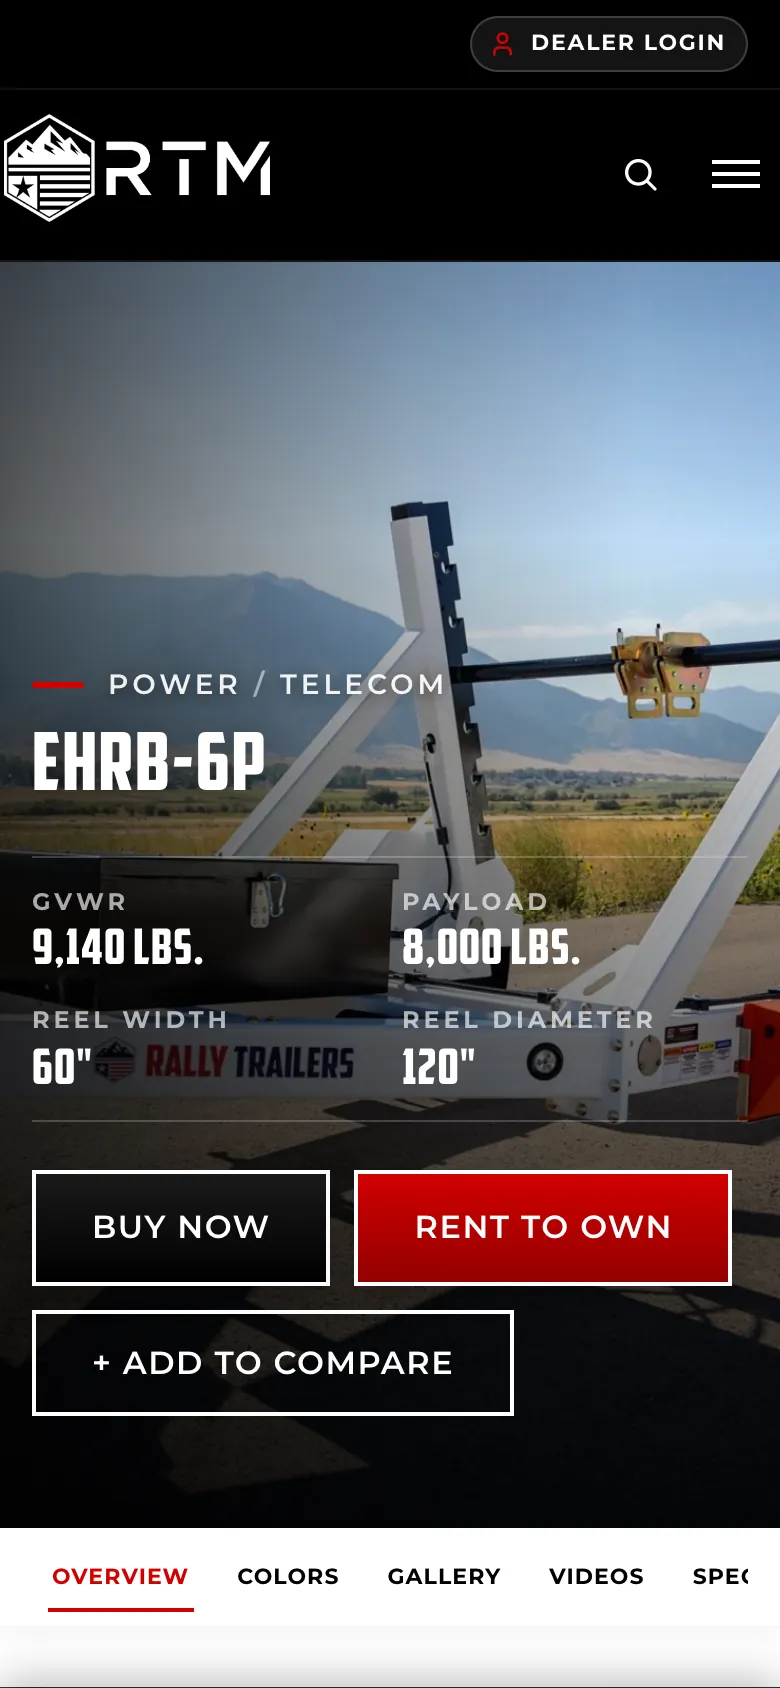 DEALER LOGIN
RTM
POWER / TELECOM
EHRB-6P
GVWR
9,140 LBS.
PAYLOAD
8,000 LBS.
REEL WIDTH
60"
REEL DIAMETER
120"
RALLY TRAILERS
BUY NOW
RENT TO OWN
+ ADD TO COMPARE
OVERVIEW COLORS GALLERY VIDEOS SPEC